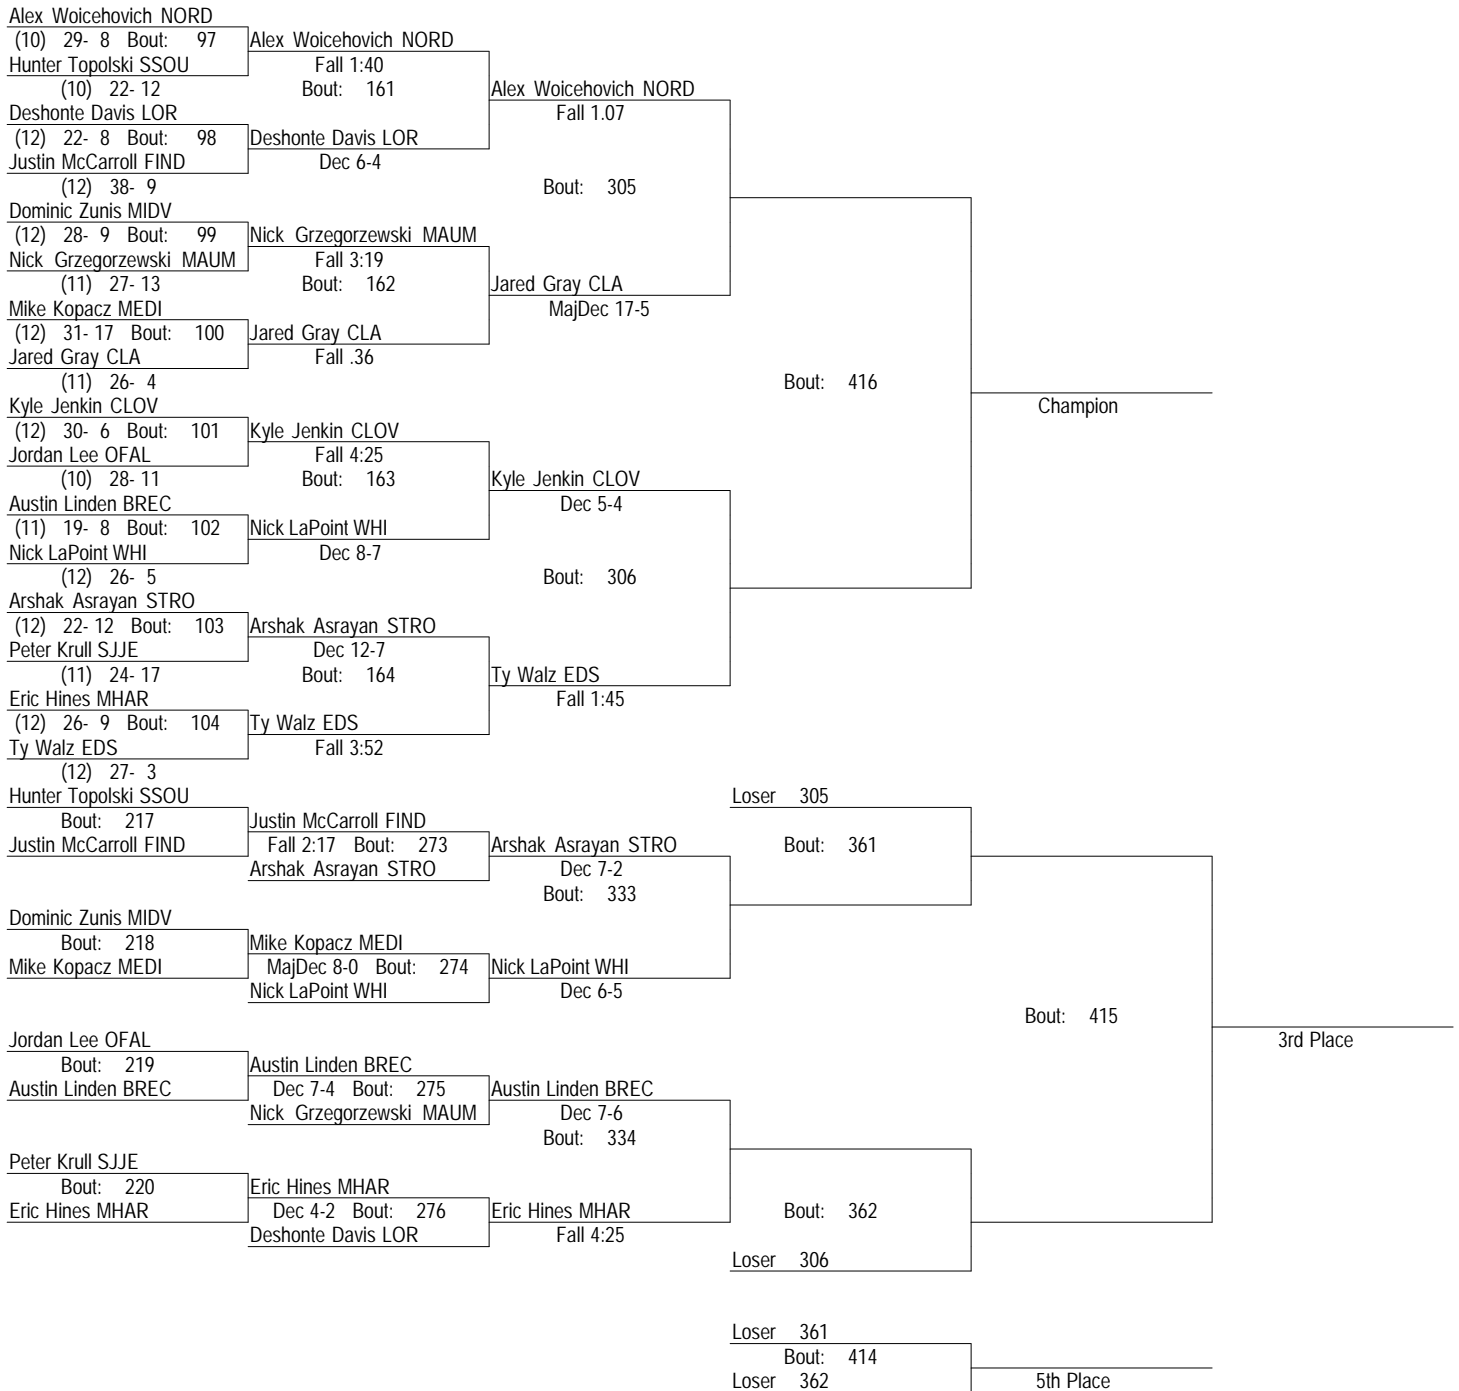 Alex Woicehovich NORD
(10) 29- 8 Bout: 97 Alex Woicehovich NORD
Hunter Topolski SSOU Fall 1:40
(10) 22- 12 Bout: 161 Alex Woicehovich NORD
Deshonte Davis LOR Fall 1.07
(12) 22- 8 Bout: 98 Deshonte Davis LOR
Justin McCarroll FIND Dec 6-4
(12) 38- 9 Bout: 305
Dominic Zunis MIDV
(12) 28- 9 Bout: 99 Nick Grzegorzewski MAUM
Nick Grzegorzewski MAUM Fall 3:19
(11) 27- 13 Bout: 162 Jared Gray CLA
Mike Kopacz MEDI MajDec 17-5
(12) 31- 17 Bout: 100 Jared Gray CLA
Jared Gray CLA Fall .36
(11) 26- 4 Bout: 416
Kyle Jenkin CLOV Champion
(12) 30- 6 Bout: 101 Kyle Jenkin CLOV
Jordan Lee OFAL Fall 4:25
(10) 28- 11 Bout: 163 Kyle Jenkin CLOV
Austin Linden BREC Dec 5-4
(11) 19- 8 Bout: 102 Nick LaPoint WHI
Nick LaPoint WHI Dec 8-7
(12) 26- 5 Bout: 306
Arshak Asrayan STRO
(12) 22- 12 Bout: 103 Arshak Asrayan STRO
Peter Krull SJJE Dec 12-7
(11) 24- 17 Bout: 164 Ty Walz EDS
Eric Hines MHAR Fall 1:45
(12) 26- 9 Bout: 104 Ty Walz EDS
Ty Walz EDS Fall 3:52
(12) 27- 3
Hunter Topolski SSOU Loser 305
Bout: 217 Justin McCarroll FIND
Justin McCarroll FIND Fall 2:17 Bout: 273 Arshak Asrayan STRO Bout: 361
Arshak Asrayan STRO Dec 7-2
Bout: 333
Dominic Zunis MIDV
Bout: 218 Mike Kopacz MEDI
Mike Kopacz MEDI MajDec 8-0 Bout: 274 Nick LaPoint WHI
Nick LaPoint WHI Dec 6-5
Bout: 415
Jordan Lee OFAL 3rd Place
Bout: 219 Austin Linden BREC
Austin Linden BREC Dec 7-4 Bout: 275 Austin Linden BREC
Nick Grzegorzewski MAUM Dec 7-6
Bout: 334
Peter Krull SJJE
Bout: 220 Eric Hines MHAR
Eric Hines MHAR Dec 4-2 Bout: 276 Eric Hines MHAR Bout: 362
Deshonte Davis LOR Fall 4:25
Loser 306
Loser 361
Bout: 414
Loser 362 5th Place